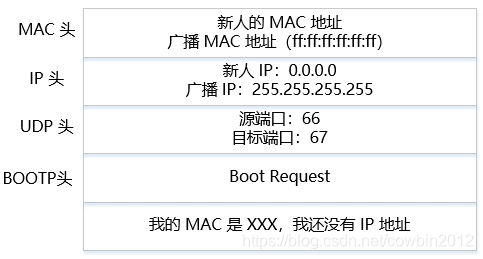 MAC 头
新人的 MAC 地址
广播 MAC 地址（ff:ff:ff:ff:ff:ff）
IP 头
新人 IP：0.0.0.0
广播 IP：255.255.255.255
UDP 头
源端口：66
目标端口：67
BOOTP头
Boot Request
我的 MAC 是 XXX，我还没有 IP 地址
https://blog.csdn.net/cowbin2012